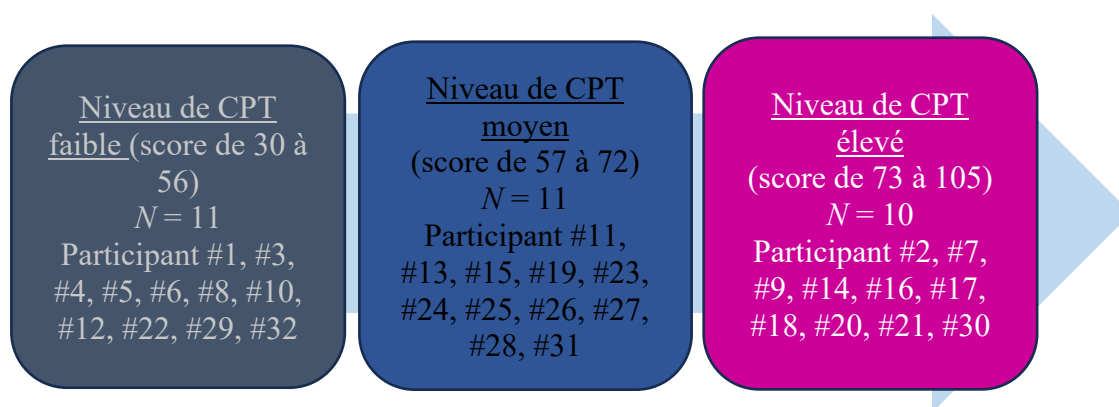 Niveau de CPT
faible (score de 30 à
56)
N = 11
Participant #1, #3,
#4, #5, #6, #8, #10,
#12, #22, #29, #32
Niveau de CPT
moyen
(score de 57 à 72)
N = 11
Participant #11,
#13, #15, #19, #23,
#24, #25, #26, #27,
#28, #31
Niveau de CPT
élevé
(score de 73 à 105)
N = 10
Participant #2, #7,
#9, #14, #16, #17,
#18, #20, #21, #30